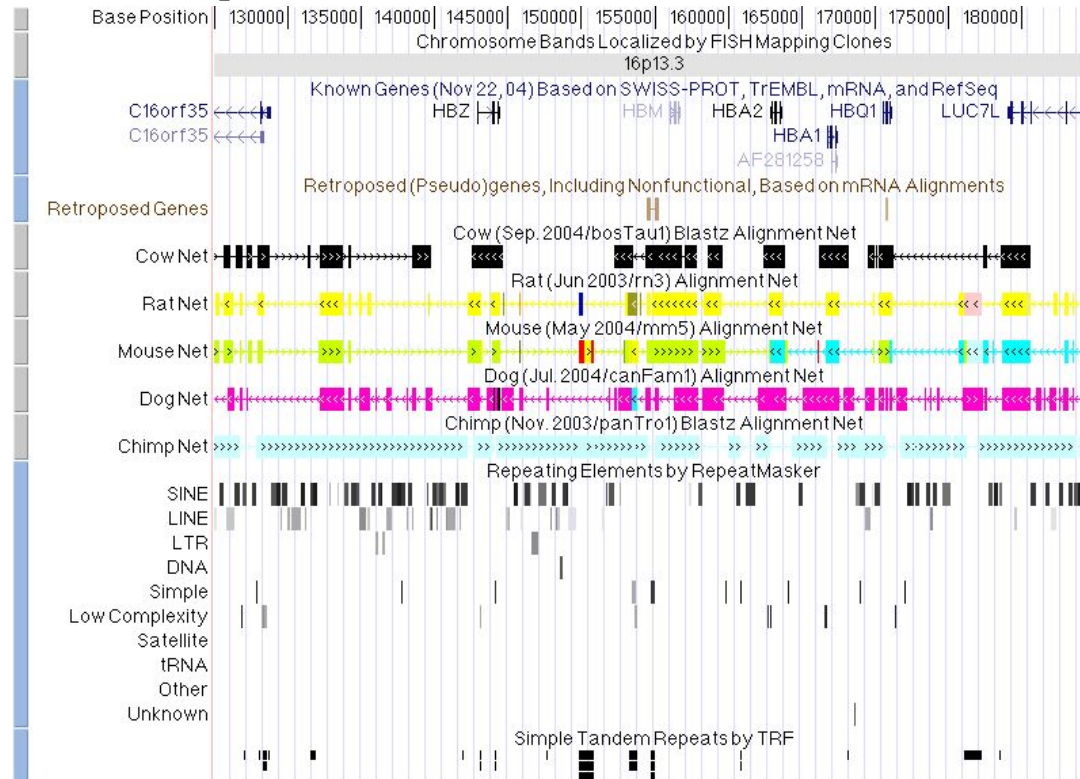 Base Position 130000 135000 140000 145000 150000 155000 160000 165000 170000 175000 180000
Chromosome Bands Localized by FISH Mapping Clones
16p13.3
Known Genes (Nov 22, 04) Based on SWISS-PROT, TrEMBL, mRNA, and RefSeq
C16orf35 HBZ HBM HBA2 HBQ1 LUC7L
C16orf35 HBA1
AF281258
Retroposed (Pseudo)genes, Including Nonfunctional, Based on mRNA Alignments
Retroposed Genes
Cow (Sep. 2004/bosTau1) Blastz Alignment Net
Cow Net
Rat (Jun 2003/rn3) Alignment Net
Rat Net
Mouse (May 2004/mm5) Alignment Net
Mouse Net
Dog (Jul. 2004/canFam1) Alignment Net
Dog Net
Chimp (Nov. 2003/panTro1) Blastz Alignment Net
Chimp Net
Repeating Elements by RepeatMasker
SINE
LINE
LTR
DNA
Simple
Low Complexity
Satellite
tRNA
Other
Unknown
Simple Tandem Repeats by TRF